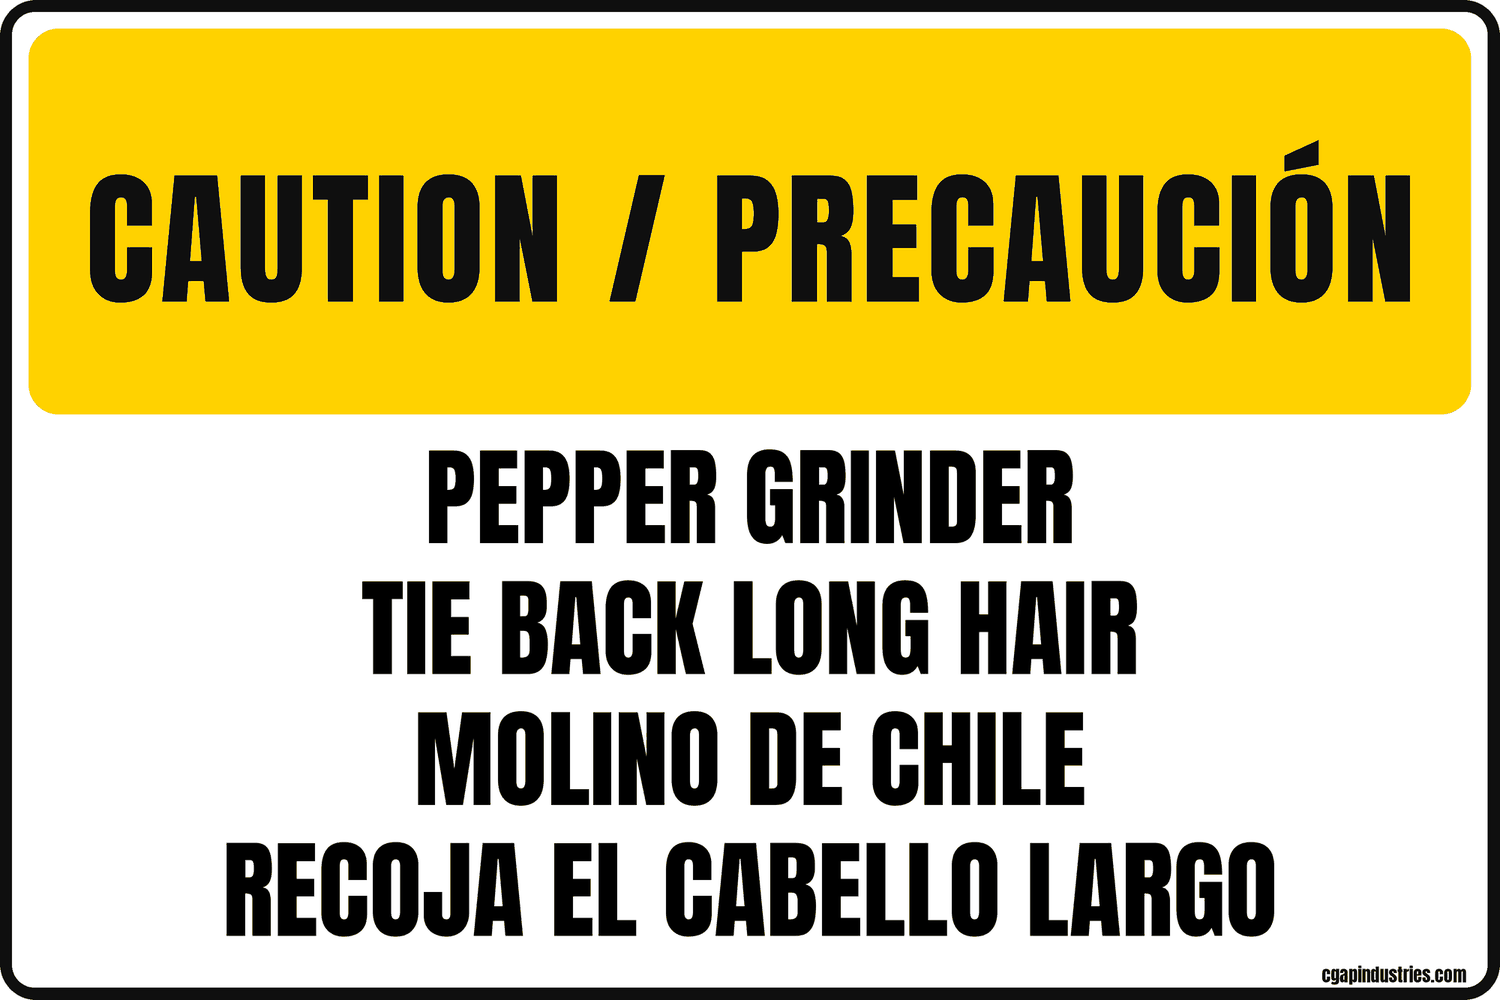 CAUTION / PRECAUCIÓN
PEPPER GRINDER
TIE BACK LONG HAIR
MOLINO DE CHILE
RECOJA EL CABELLO LARGO
cgapindustries.com